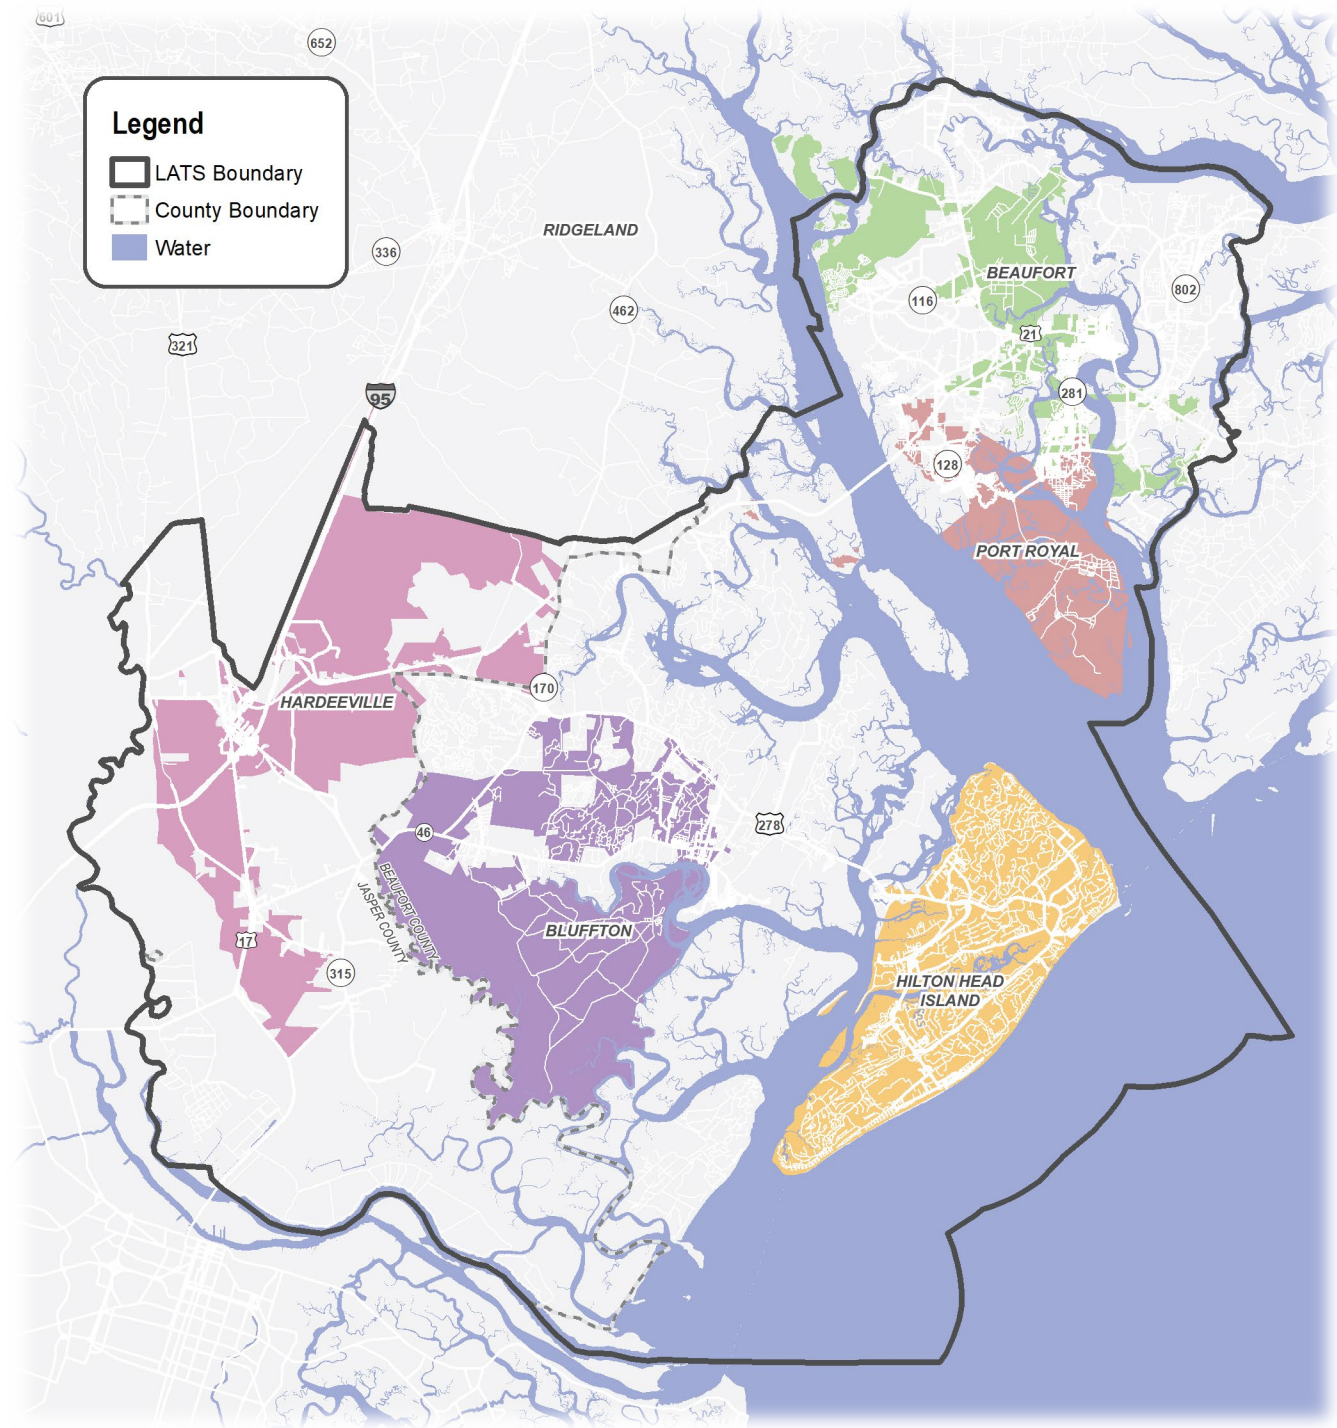 601
652
Legend
LATS Boundary
County Boundary
Water
RIDGELAND
336
462
321
95
BEAUFORT
116
802
21
281
128
PORT ROYAL
170
HARDEEVILLE
278
46
BEAUFORT COUNTY
JASPER COUNTY
BLUFFTON
17
315
HILTON HEAD
ISLAND